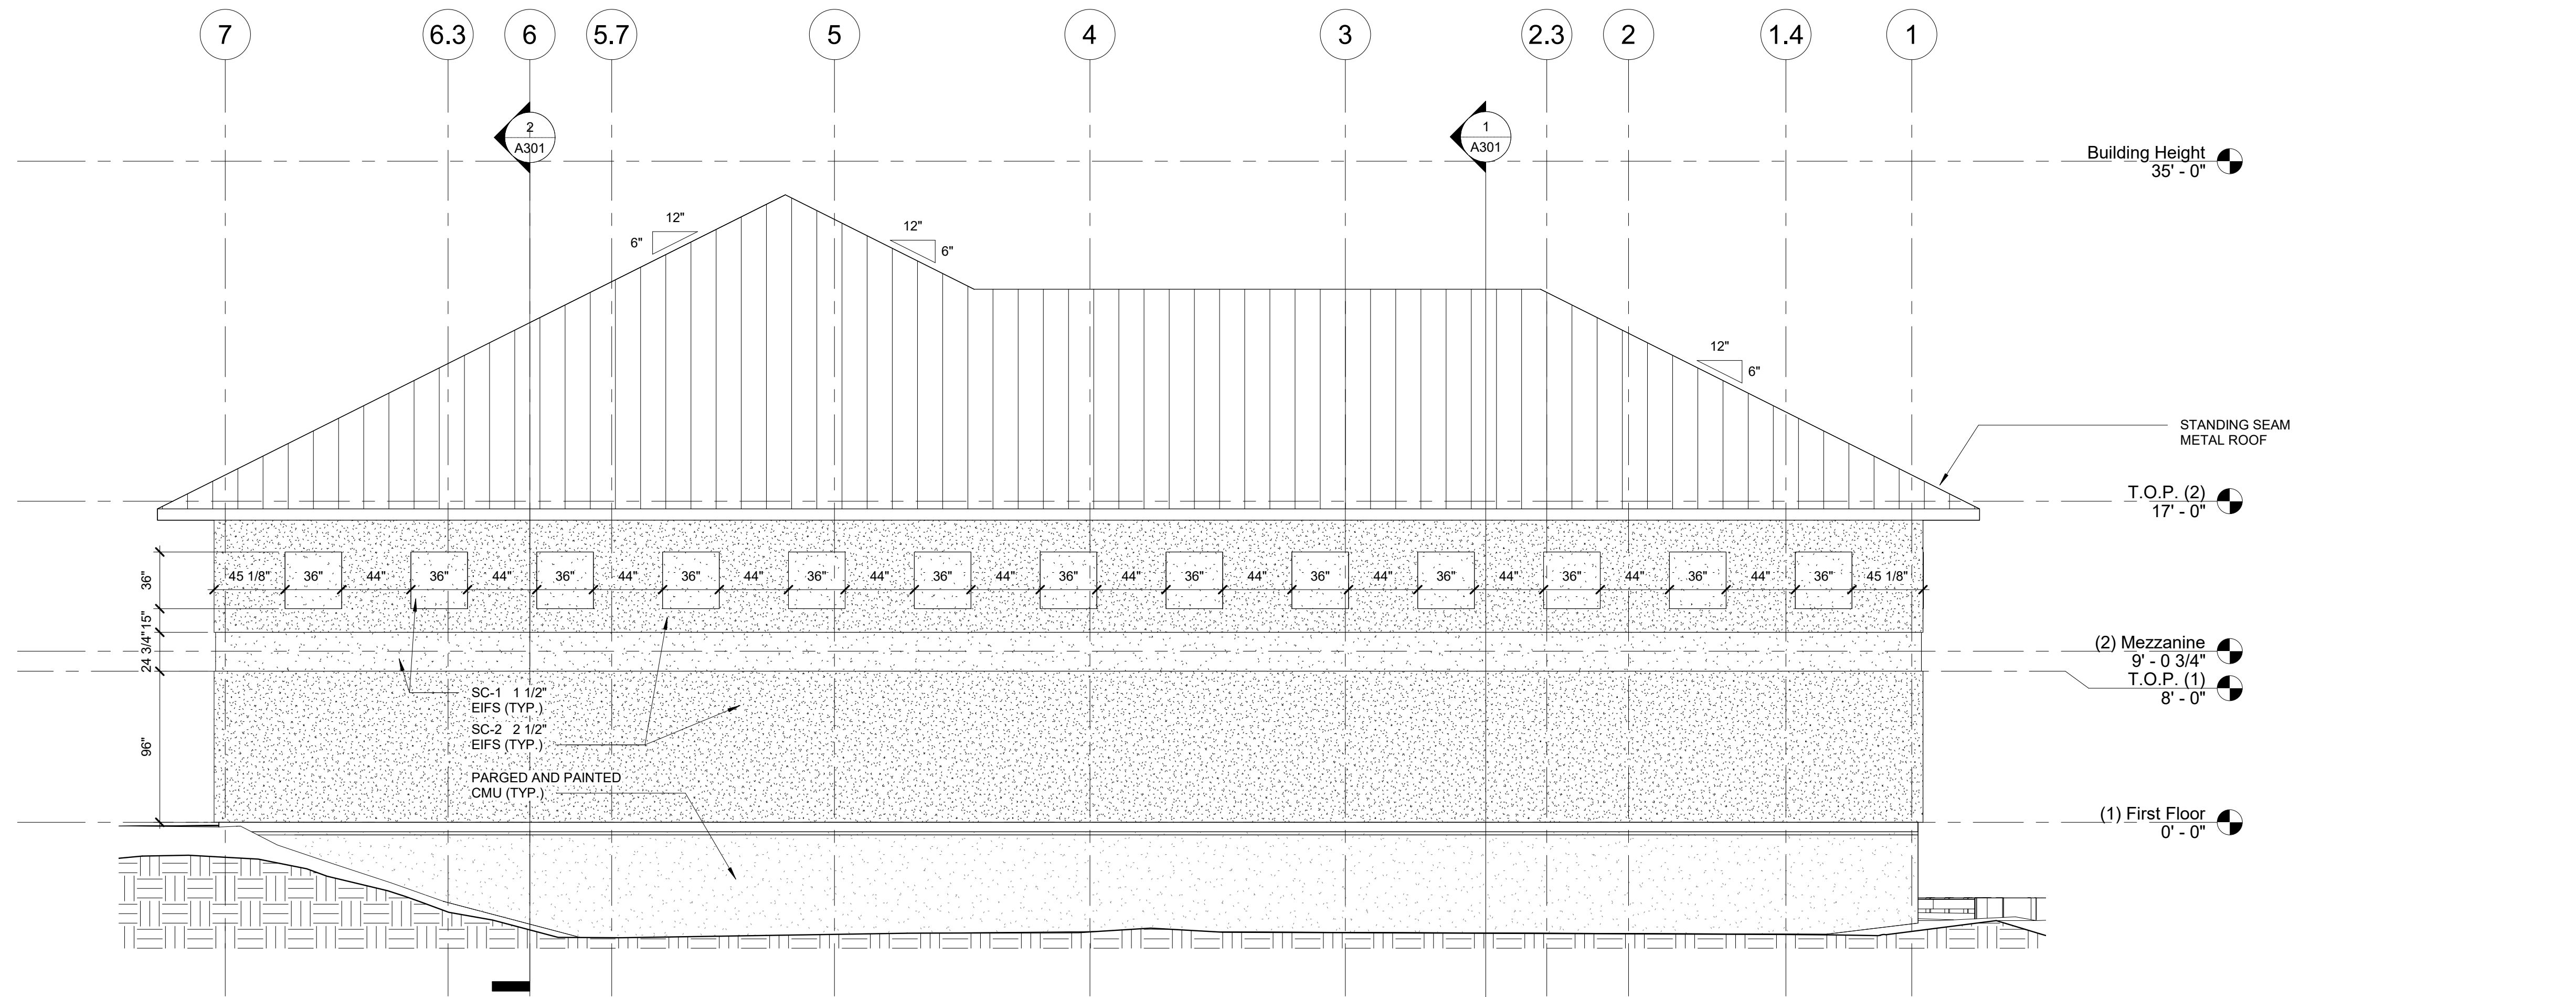 7
6.3
6
5.7
5
4
3
2.3
2
1.4
1
2
A301
1
A301
Building Height
35' - 0"
12"
6"
12"
6"
12"
6"
STANDING SEAM
METAL ROOF
T.O.P. (2)
17' - 0"
36"
45 1/8"
36"
44"
36"
44"
36"
44"
36"
44"
36"
44"
36"
44"
36"
44"
36"
44"
36"
44"
36"
44"
36"
44"
36"
44"
36"
45 1/8"
15"
24 3/4"
(2) Mezzanine
9' - 0 3/4"
T.O.P. (1)
8' - 0"
SC-1 1 1/2"
EIFS (TYP.)
SC-2 2 1/2"
EIFS (TYP.)
96"
PARGED AND PAINTED
CMU (TYP.)
(1) First Floor
0' - 0"